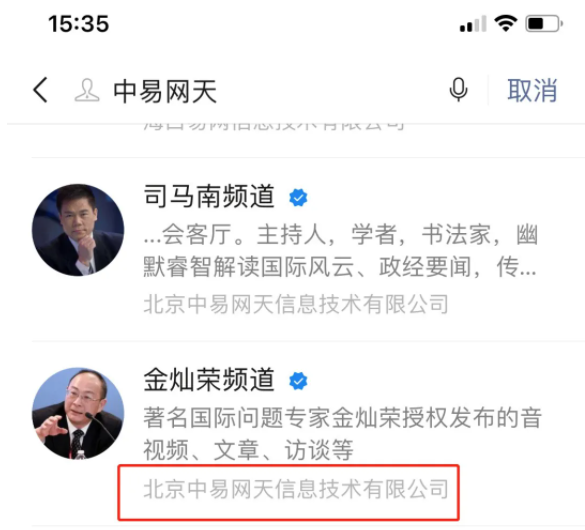 15:35
中易网天
取消
司马南频道
...会客厅。主持人，学者，书法家，幽
默睿智解读国际风云、政经要闻，传...
北京中易网天信息技术有限公司
金灿荣频道
著名国际问题专家金灿荣授权发布的音
视频、文章、访谈等
北京中易网天信息技术有限公司